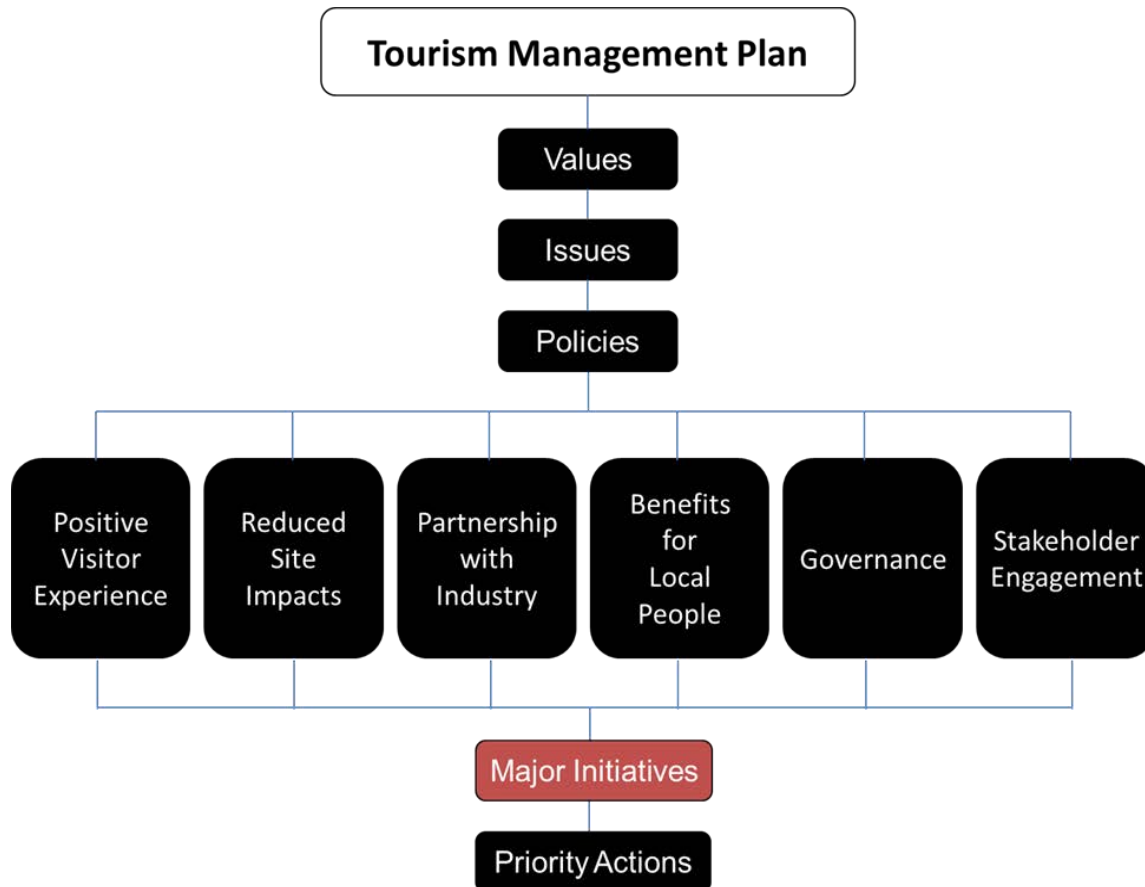 Tourism Management Plan
Values
Issues
Policies
Positive
Visitor
Experience
Reduced
Site
Impacts
Partnership
with
Industry
Benefits
for
Local
People
Governance
Stakeholder
Engagement
Major Initiatives
Priority Actions